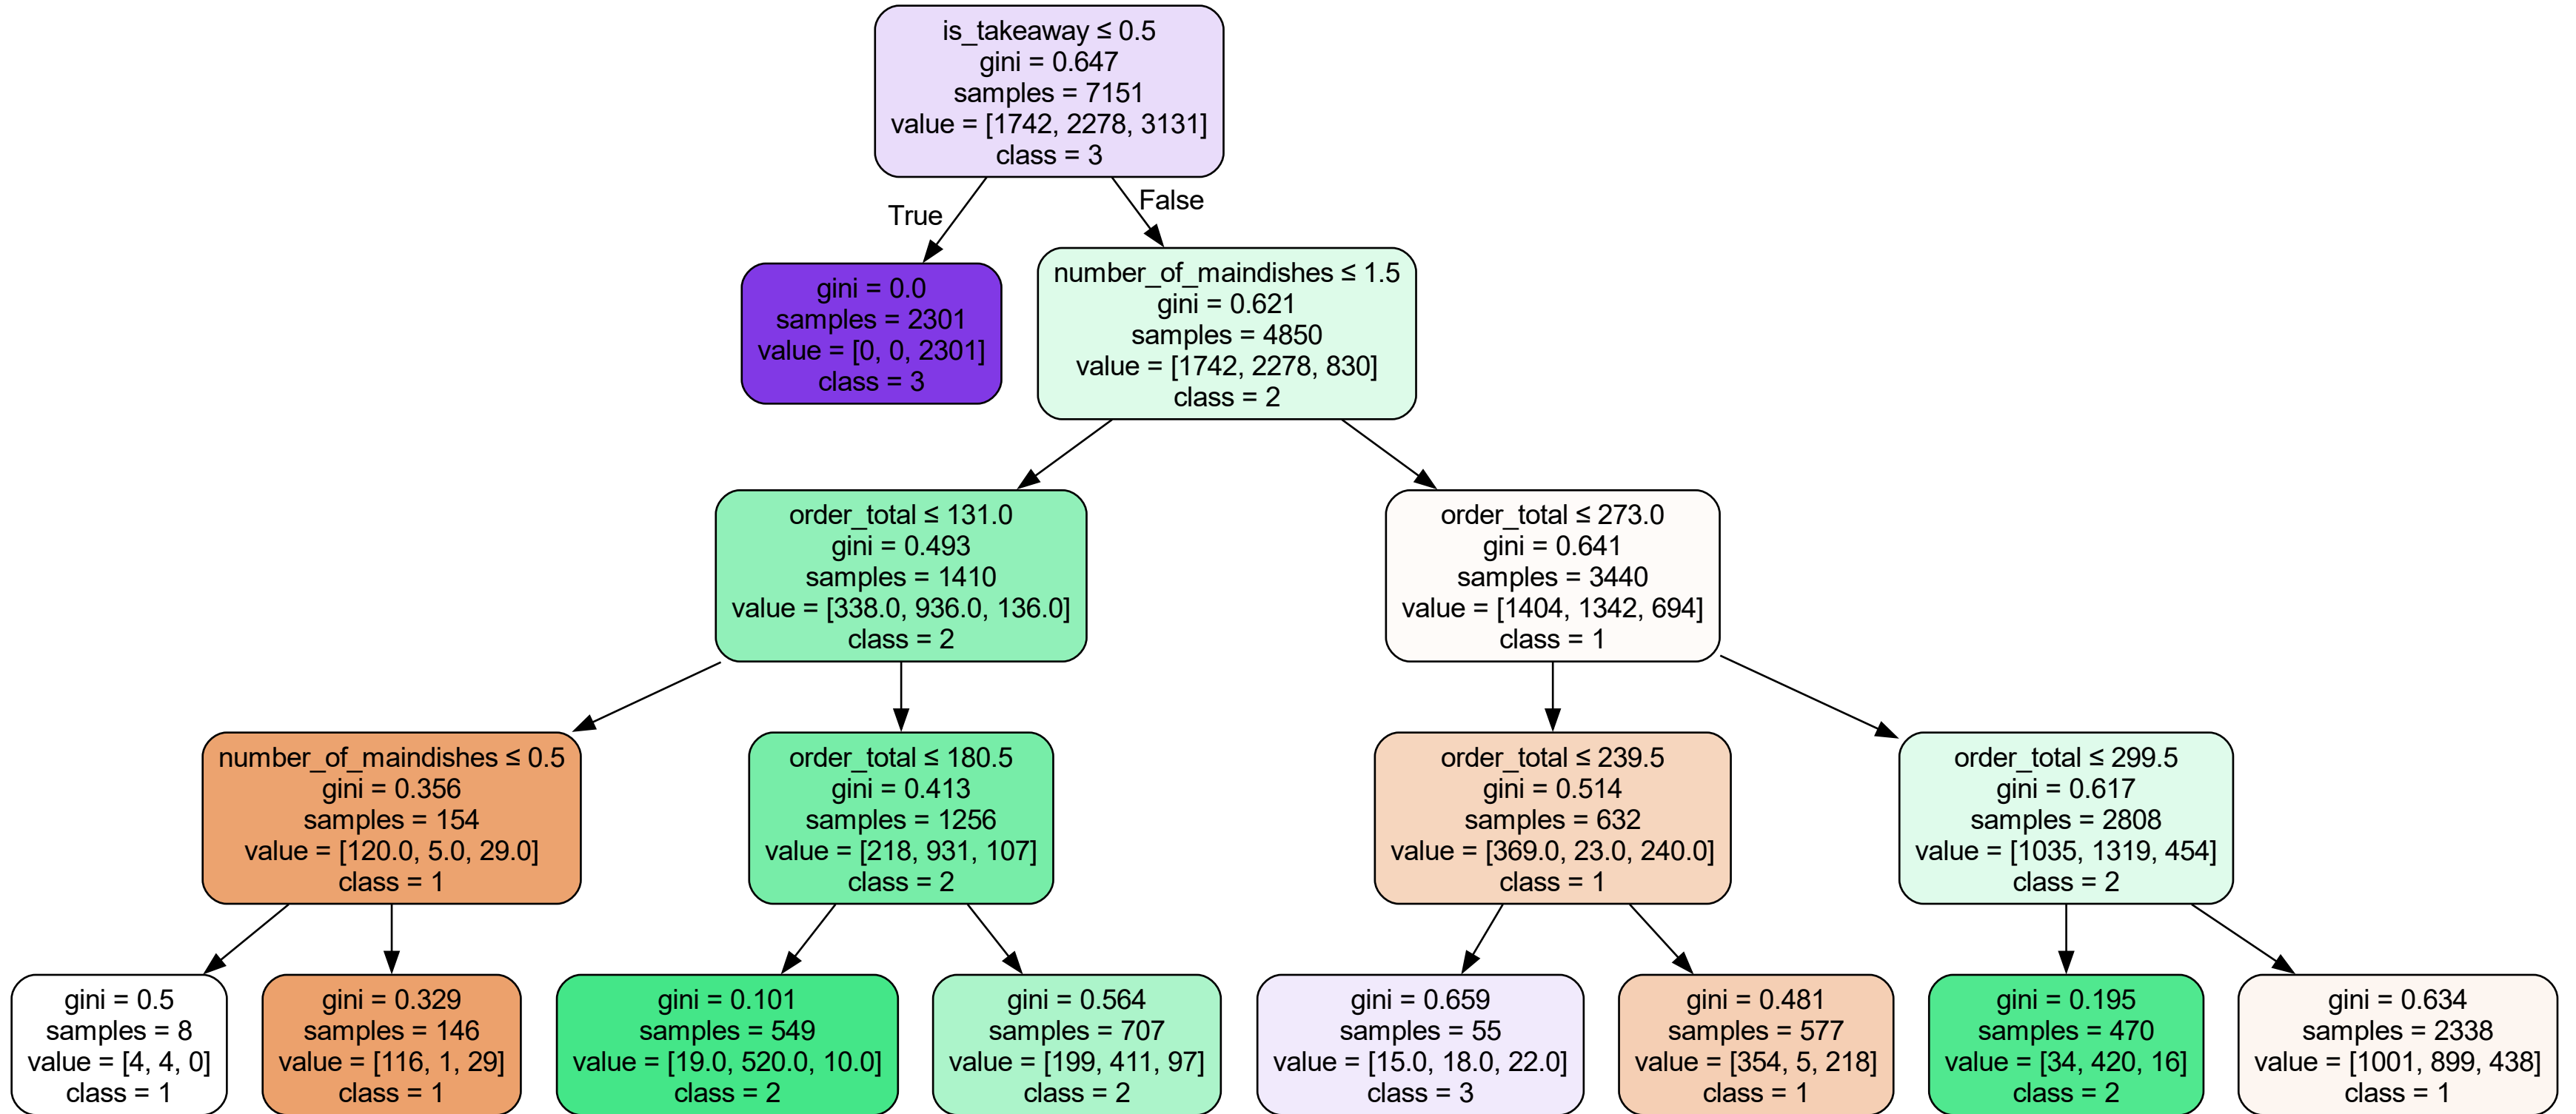 is_takeaway ≤ 0.5
gini = 0.647
samples = 7151
value = [1742, 2278, 3131]
class = 3
True
False
gini = 0.0
samples = 2301
value = [0, 0, 2301]
class = 3
number_of_maindishes ≤ 1.5
gini = 0.621
samples = 4850
value = [1742, 2278, 830]
class = 2
order_total ≤ 131.0
gini = 0.493
samples = 1410
value = [338.0, 936.0, 136.0]
class = 2
order_total ≤ 273.0
gini = 0.641
samples = 3440
value = [1404, 1342, 694]
class = 1
number_of_maindishes ≤ 0.5
gini = 0.356
samples = 154
value = [120.0, 5.0, 29.0]
class = 1
order_total ≤ 180.5
gini = 0.413
samples = 1256
value = [218, 931, 107]
class = 2
order_total ≤ 239.5
gini = 0.514
samples = 632
value = [369.0, 23.0, 240.0]
class = 1
order_total ≤ 299.5
gini = 0.617
samples = 2808
value = [1035, 1319, 454]
class = 2
gini = 0.5
samples = 8
value = [4, 4, 0]
class = 1
gini = 0.329
samples = 146
value = [116, 1, 29]
class = 1
gini = 0.101
samples = 549
value = [19.0, 520.0, 10.0]
class = 2
gini = 0.564
samples = 707
value = [199, 411, 97]
class = 2
gini = 0.659
samples = 55
value = [15.0, 18.0, 22.0]
class = 3
gini = 0.481
samples = 577
value = [354, 5, 218]
class = 1
gini = 0.195
samples = 470
value = [34, 420, 16]
class = 2
gini = 0.634
samples = 2338
value = [1001, 899, 438]
class = 1